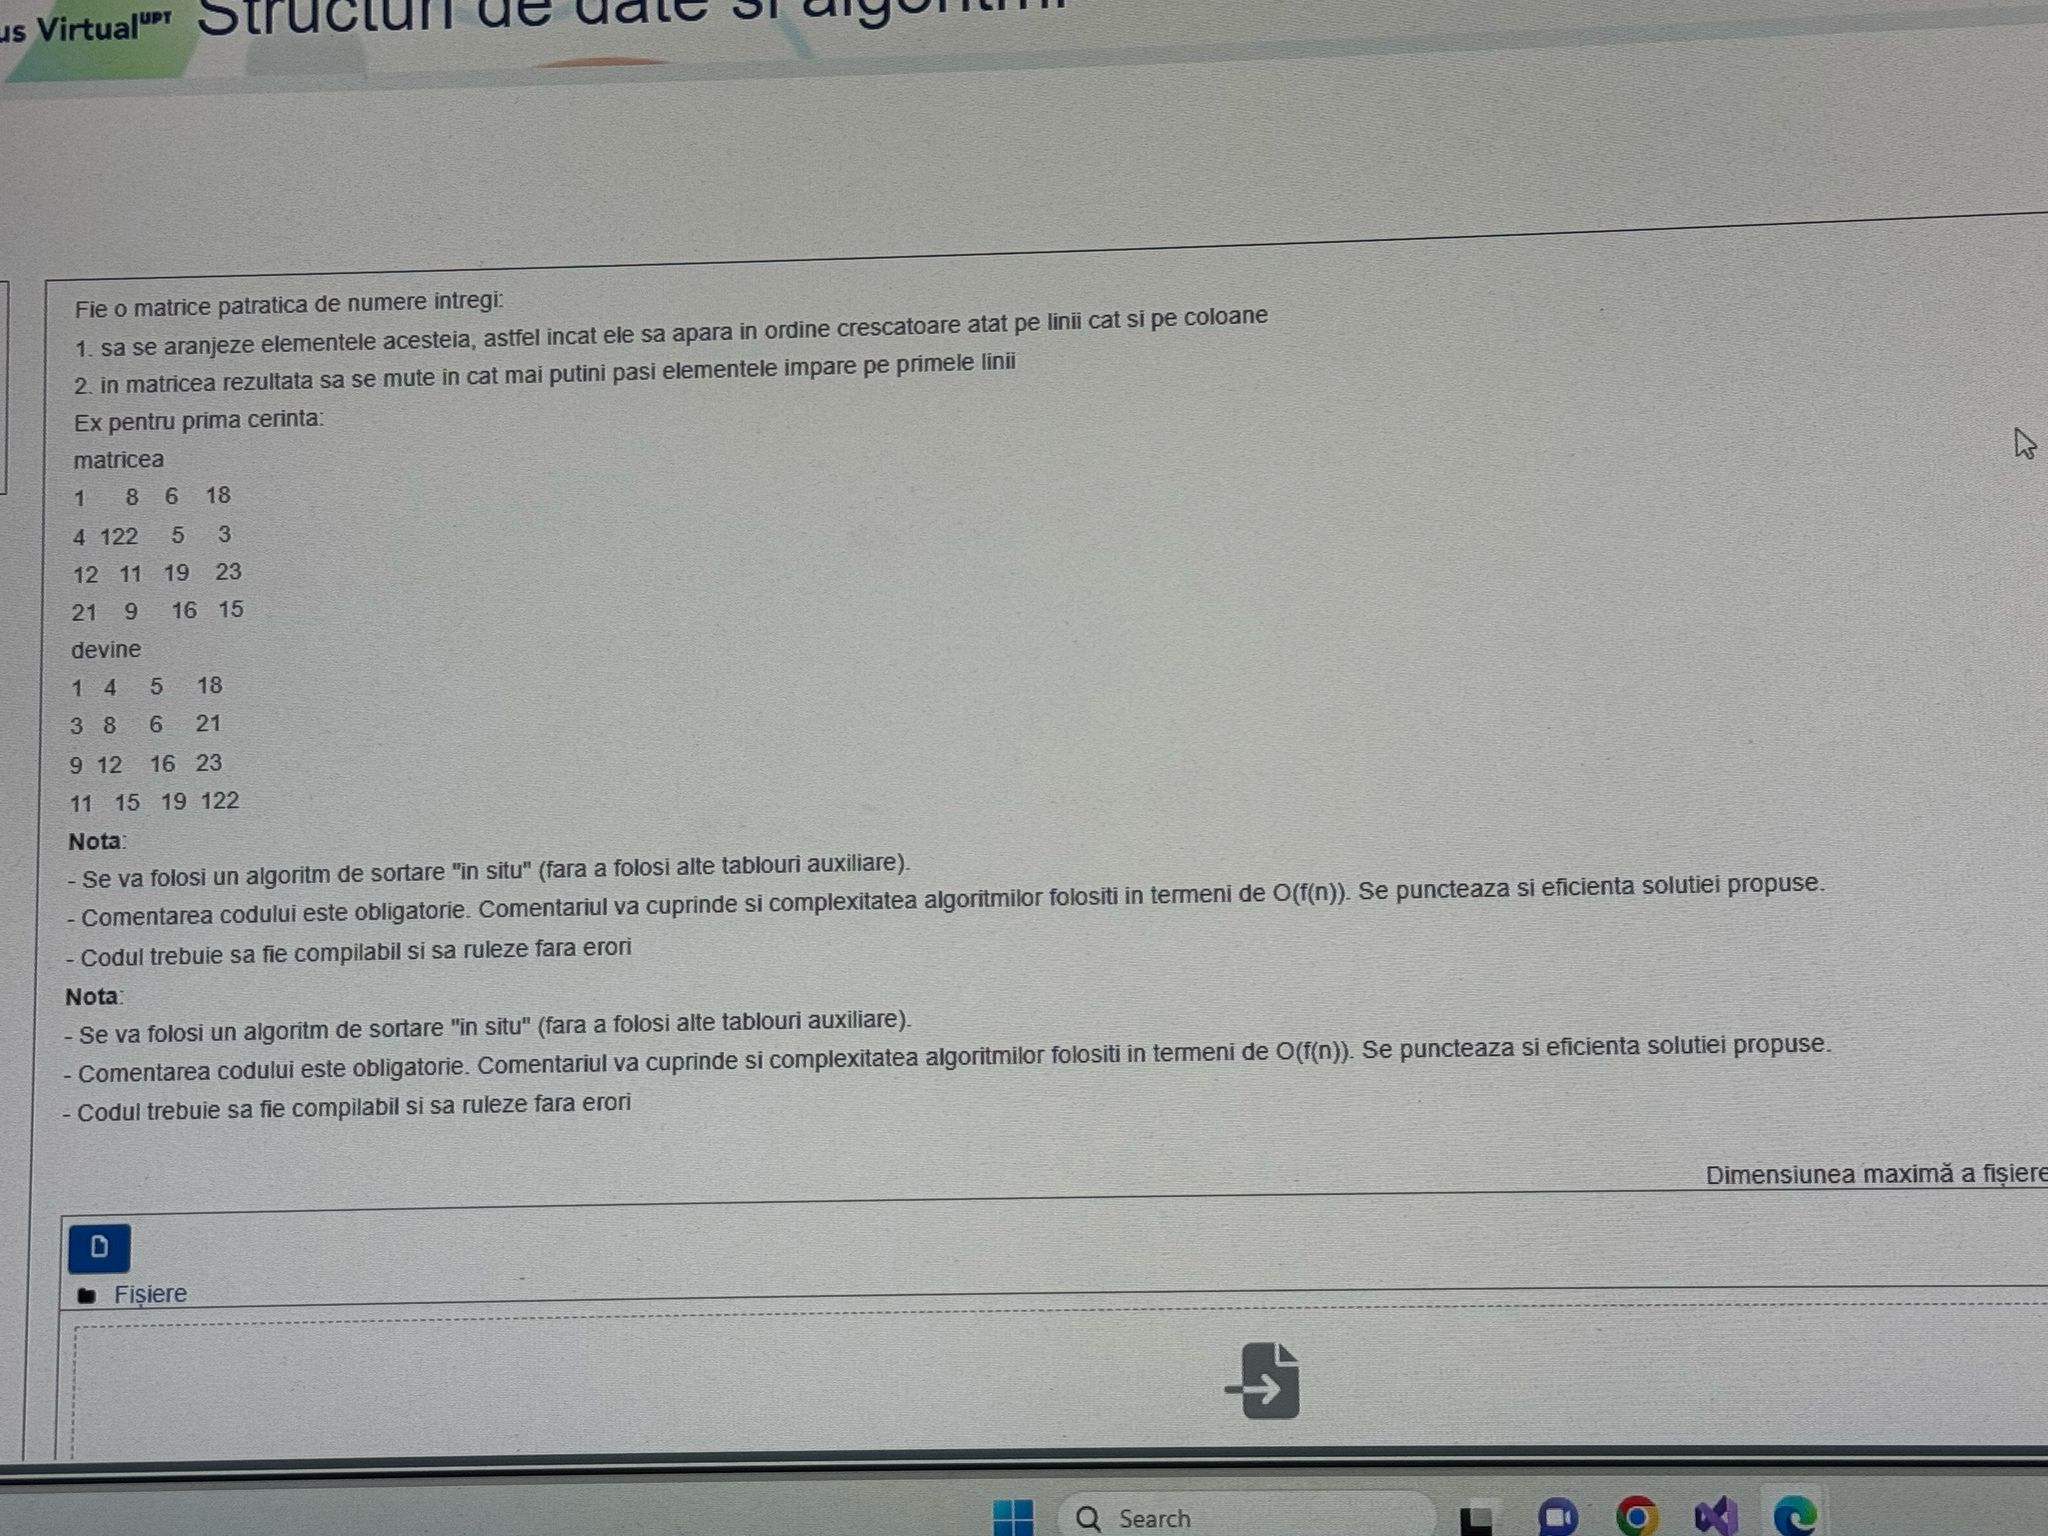 us Virtual UPT Structuri de date si algoritmi
Fie o matrice patratica de numere intregi:
1. sa se aranjeze elementele acesteia, astfel incat ele sa apara in ordine crescatoare atat pe linii cat si pe coloane
2. in matricea rezultata sa se mute in cat mai putini pasi elementele impare pe primele linii
Ex pentru prima cerinta:
matricea
1 8 6 18
4 122 5 3
12 11 19 23
21 9 16 15
devine
1 4 5 18
3 8 6 21
9 12 16 23
11 15 19 122
Nota:
- Se va folosi un algoritm de sortare "in situ" (fara a folosi alte tablouri auxiliare).
- Comentarea codului este obligatorie. Comentariul va cuprinde si complexitatea algoritmilor folositi in termeni de O(f(n)). Se puncteaza si eficienta solutiei propuse.
- Codul trebuie sa fie compilabil si sa ruleze fara erori
Nota:
- Se va folosi un algoritm de sortare "in situ" (fara a folosi alte tablouri auxiliare).
- Comentarea codului este obligatorie. Comentariul va cuprinde si complexitatea algoritmilor folositi in termeni de O(f(n)). Se puncteaza si eficienta solutiei propuse.
- Codul trebuie sa fie compilabil si sa ruleze fara erori
Dimensiunea maximă a fișiere
Fișiere
Search